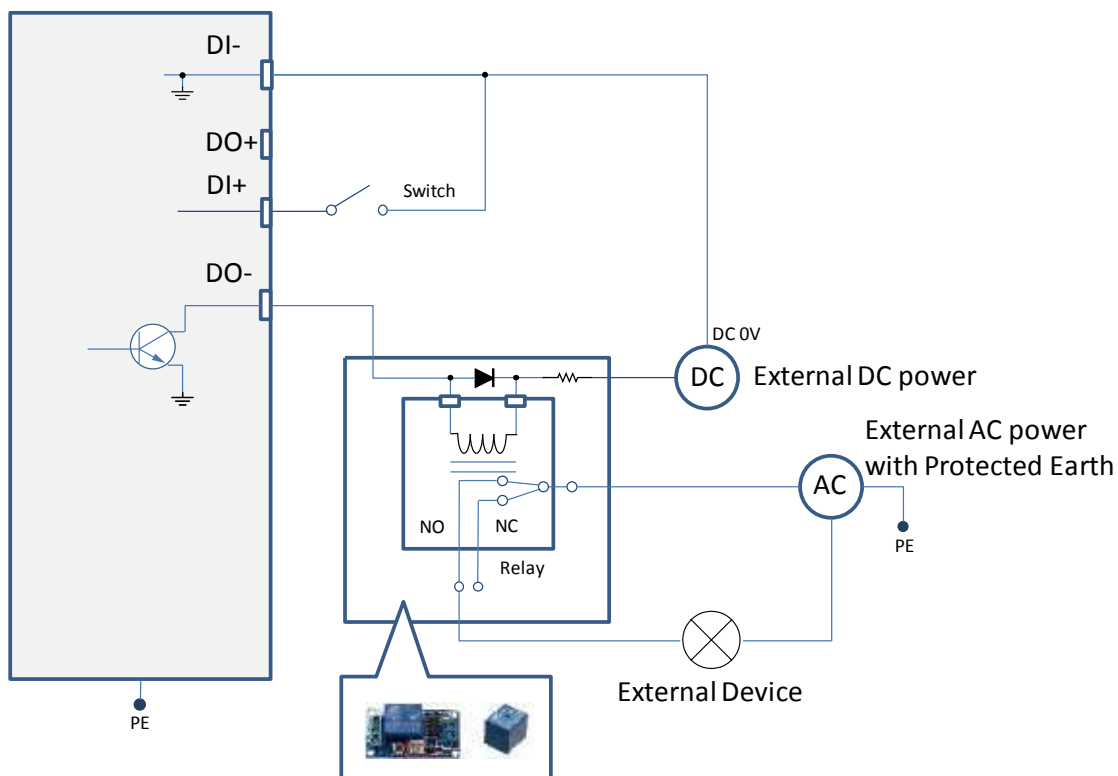 DI-
DO+
DI+
Switch
DO-
DC 0V
DC
External DC power
External AC power
with Protected Earth
AC
NO
NC
PE
Relay
External Device
PE